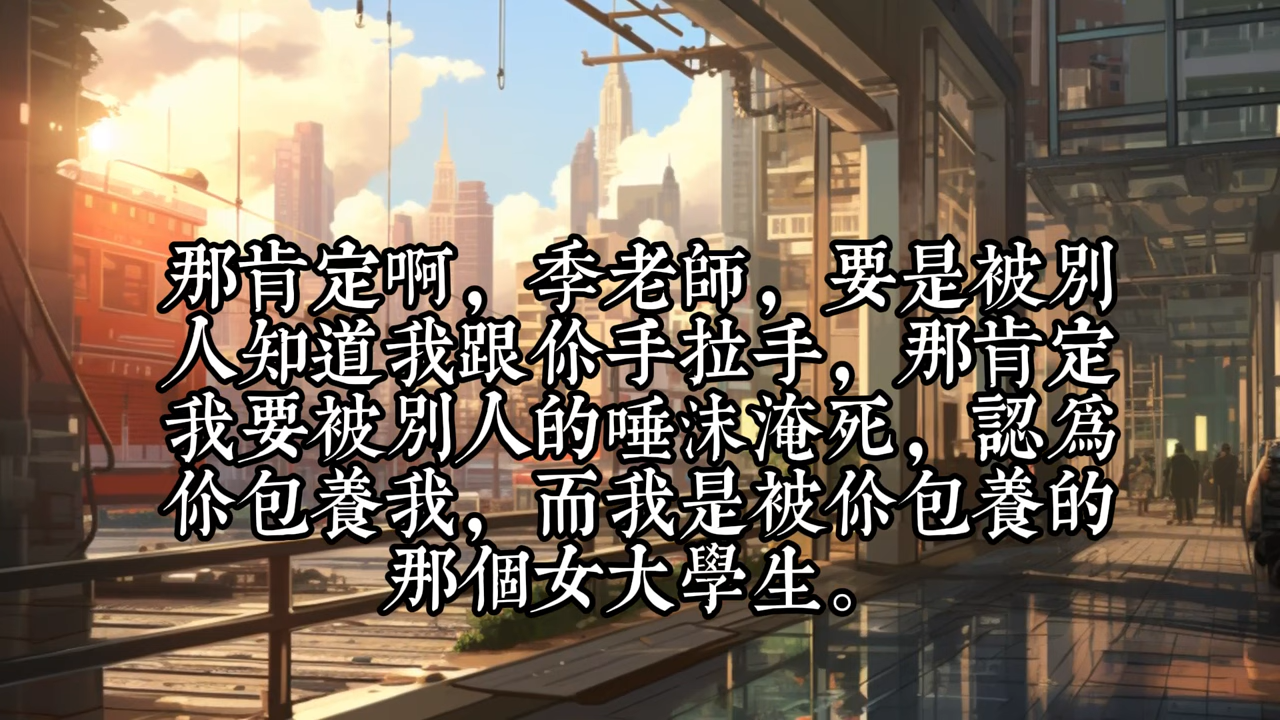 那肯定啊，季老師，要是被別
人知道我跟你手拉手，那肯定
我要被別人的唾沫淹死，認爲
你包養我，而我是被你包養的
那個女大學生。